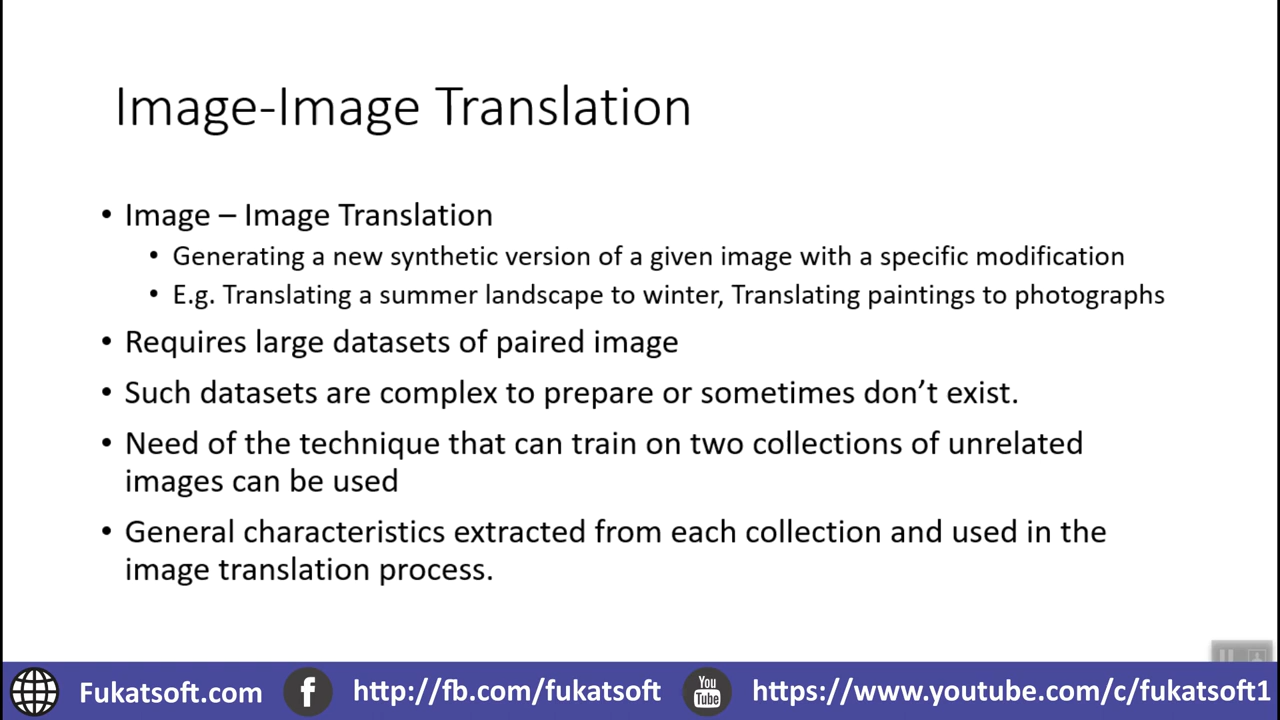 Image-Image Translation
• Image – Image Translation
• Generating a new synthetic version of a given image with a specific modification
• E.g. Translating a summer landscape to winter, Translating paintings to photographs
• Requires large datasets of paired image
• Such datasets are complex to prepare or sometimes don’t exist.
• Need of the technique that can train on two collections of unrelated
images can be used
• General characteristics extracted from each collection and used in the
image translation process.
Fukatsoft.com f http://fb.com/fukatsoft You Tube https://www.youtube.com/c/fukatsoft1